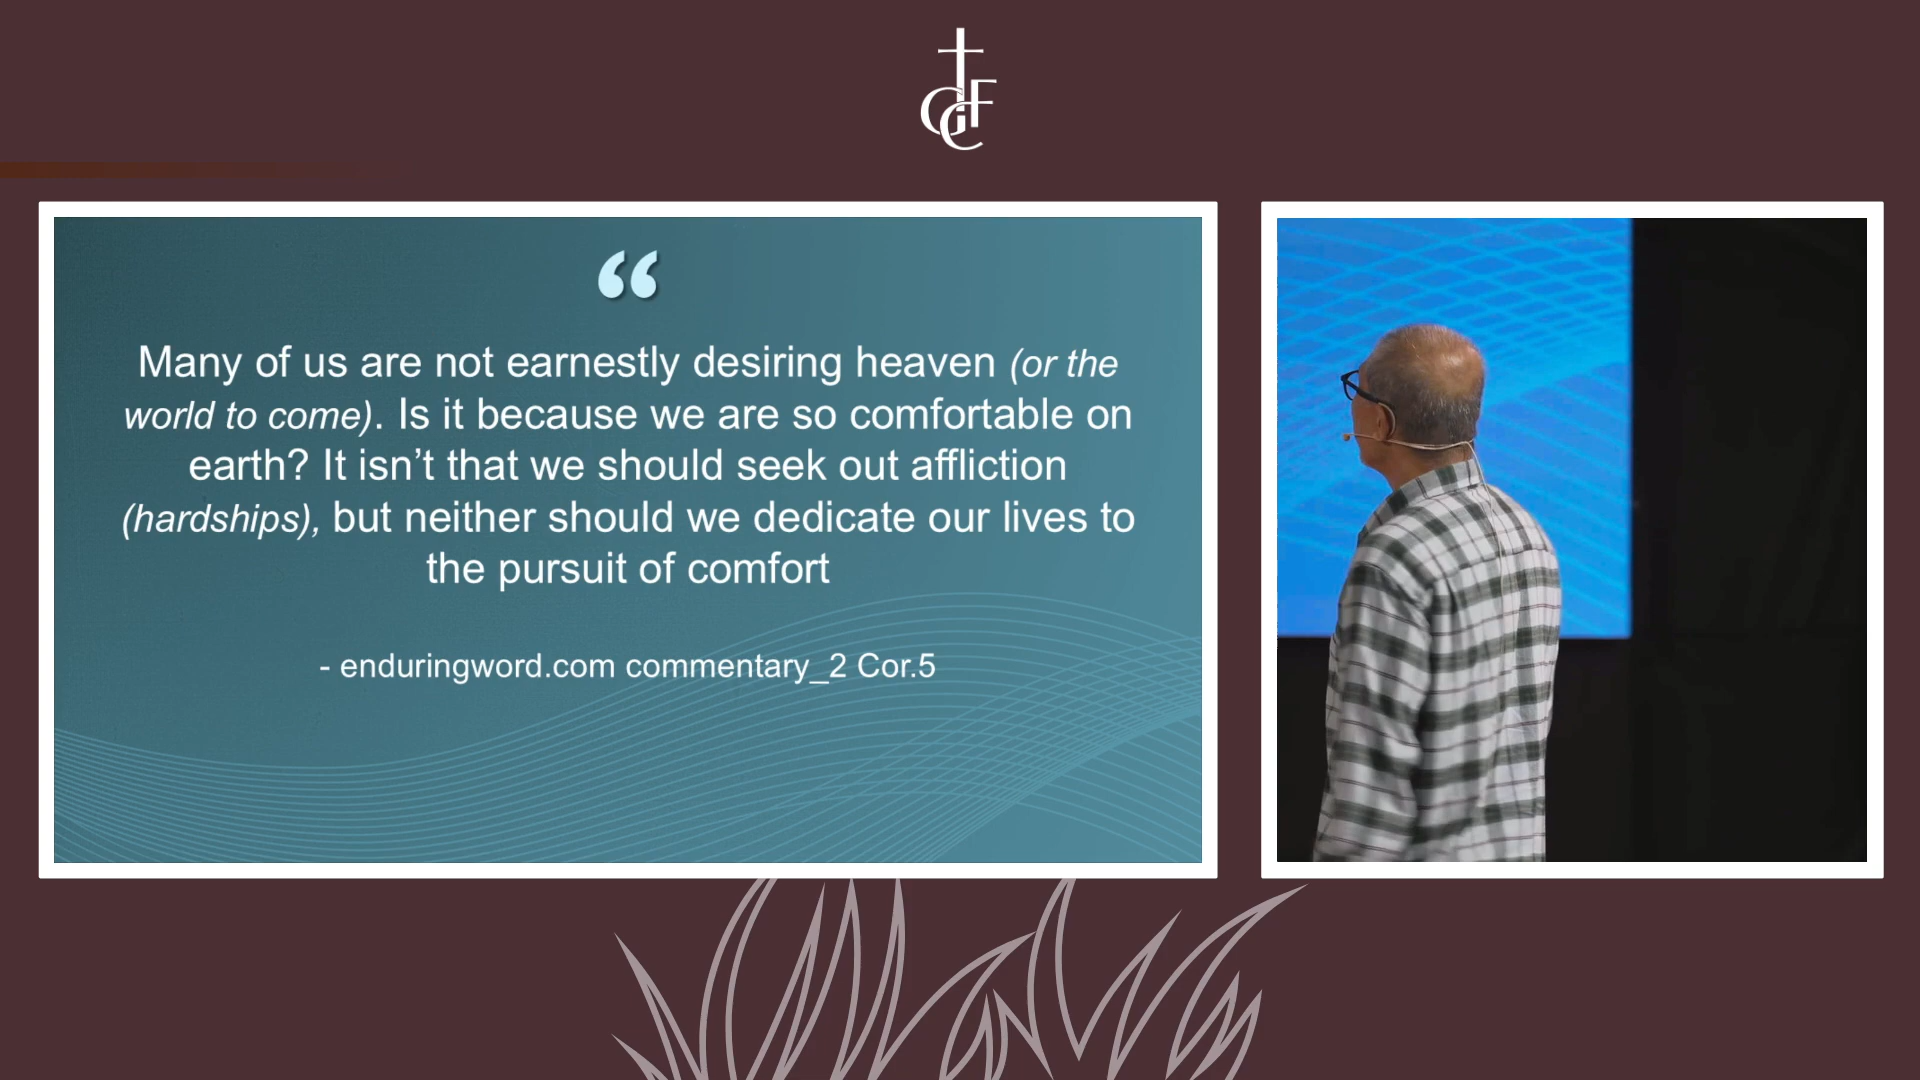 GCF
“
Many of us are not earnestly desiring heaven (or the
world to come). Is it because we are so comfortable on
earth? It isn’t that we should seek out affliction
(hardships), but neither should we dedicate our lives to
the pursuit of comfort
- enduringword.com commentary_2 Cor.5